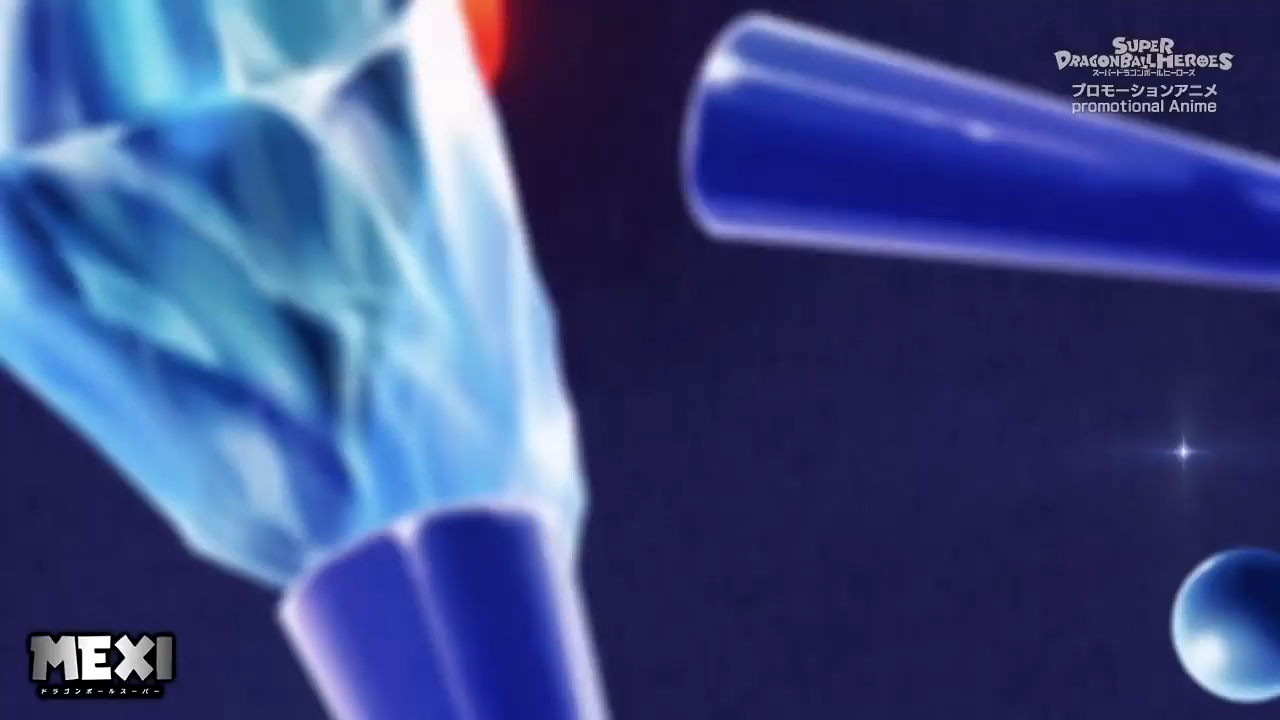 SUPER
DRAGONBALL HEROES
スーパードラゴンボールヒーローズ
プロモーションアニメ
promotional Anime
MEXI
ドラゴンボールスーパー